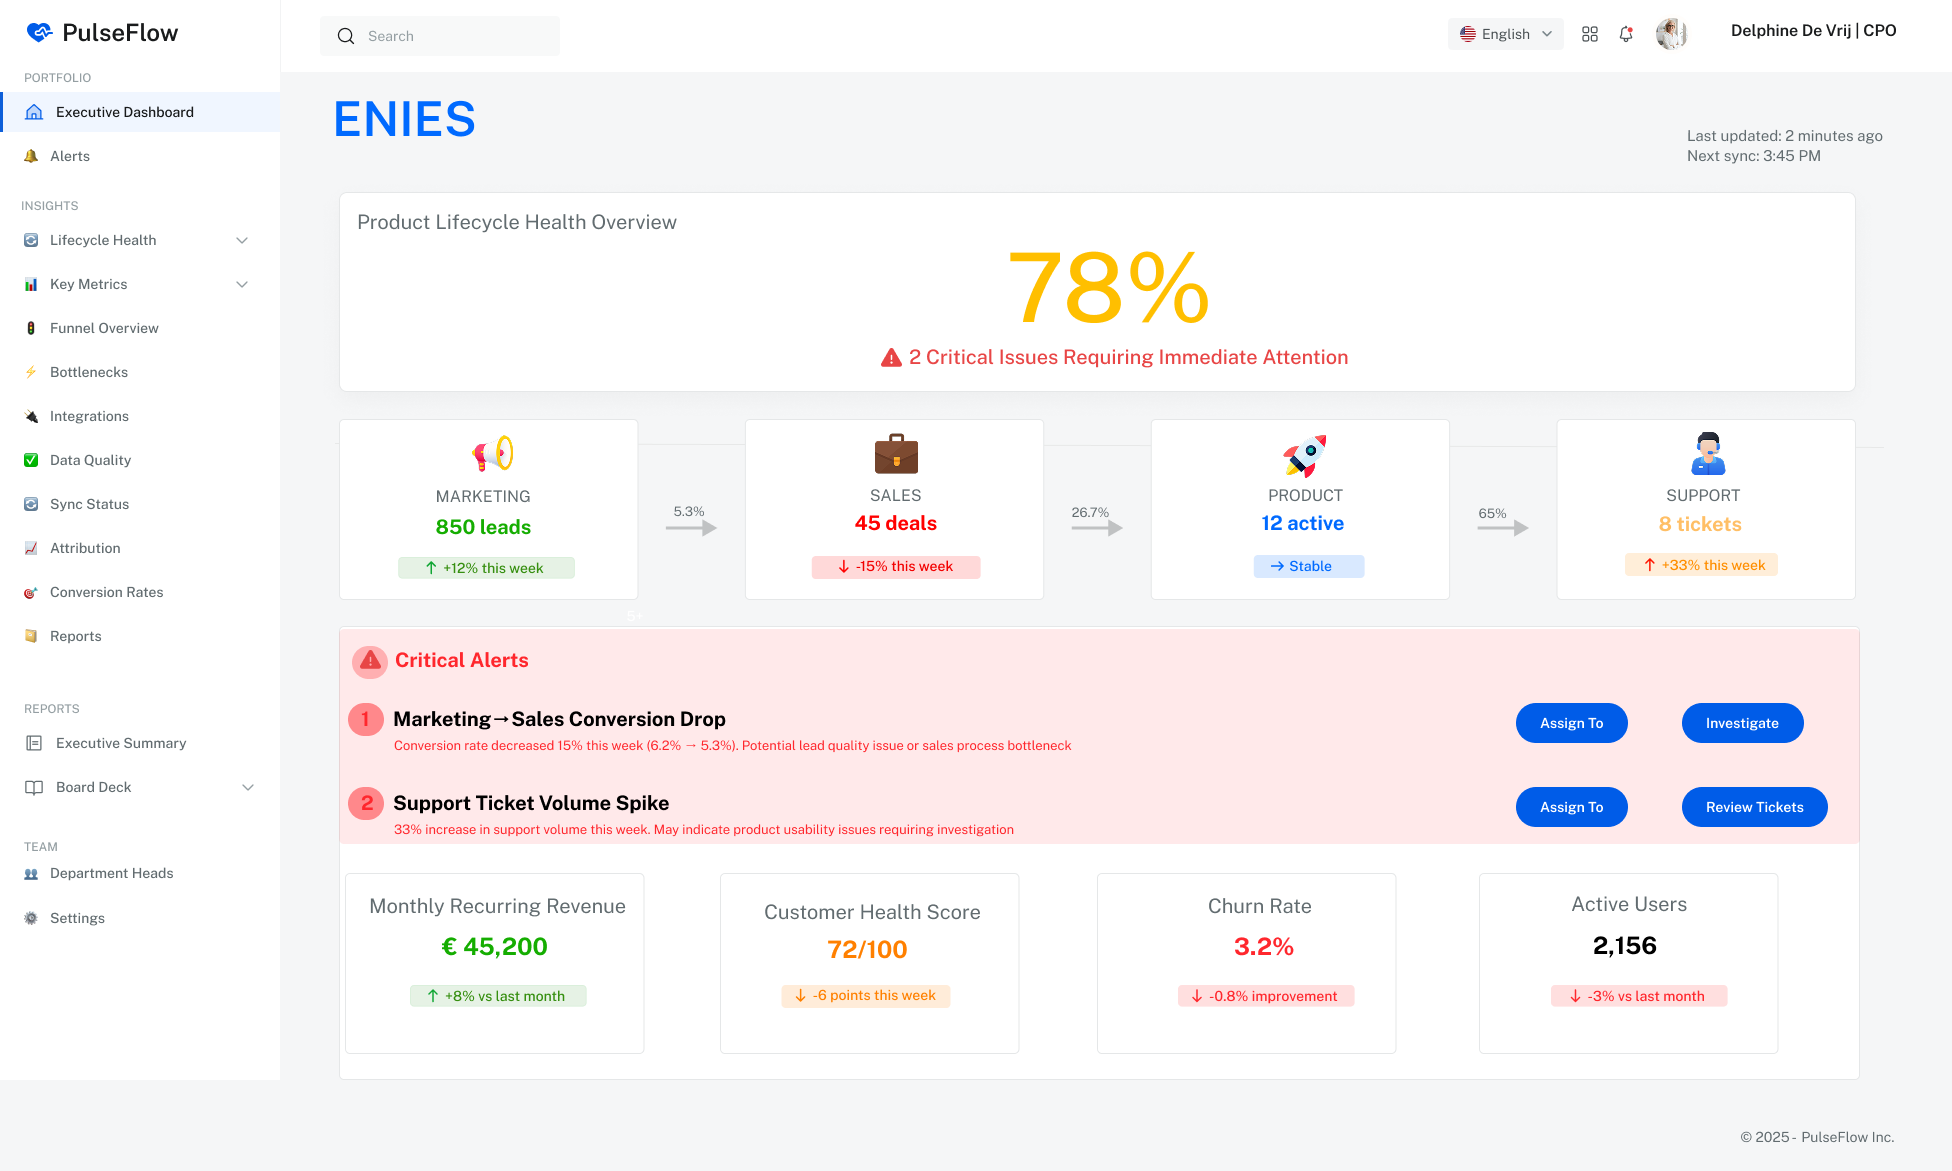 PulseFlow
Search
English
Delphine De Vrij | CPO
PORTFOLIO
Executive Dashboard
Alerts
INSIGHTS
Lifecycle Health
Key Metrics
Funnel Overview
Bottlenecks
Integrations
Data Quality
Sync Status
Attribution
Conversion Rates
Reports
REPORTS
Executive Summary
Board Deck
TEAM
Department Heads
Settings
ENIES
Last updated: 2 minutes ago
Next sync: 3:45 PM
Product Lifecycle Health Overview
78%
2 Critical Issues Requiring Immediate Attention
MARKETING
850 leads
↑ +12% this week
5.3%
SALES
45 deals
↓ -15% this week
26.7%
PRODUCT
12 active
→ Stable
65%
SUPPORT
8 tickets
↑ +33% this week
Critical Alerts
1 Marketing→Sales Conversion Drop
Conversion rate decreased 15% this week (6.2% → 5.3%). Potential lead quality issue or sales process bottleneck
Assign To
Investigate
2 Support Ticket Volume Spike
33% increase in support volume this week. May indicate product usability issues requiring investigation
Assign To
Review Tickets
Monthly Recurring Revenue
€ 45,200
↑ +8% vs last month
Customer Health Score
72/100
↓ -6 points this week
Churn Rate
3.2%
↓ -0.8% improvement
Active Users
2,156
↓ -3% vs last month
© 2025 - PulseFlow Inc.